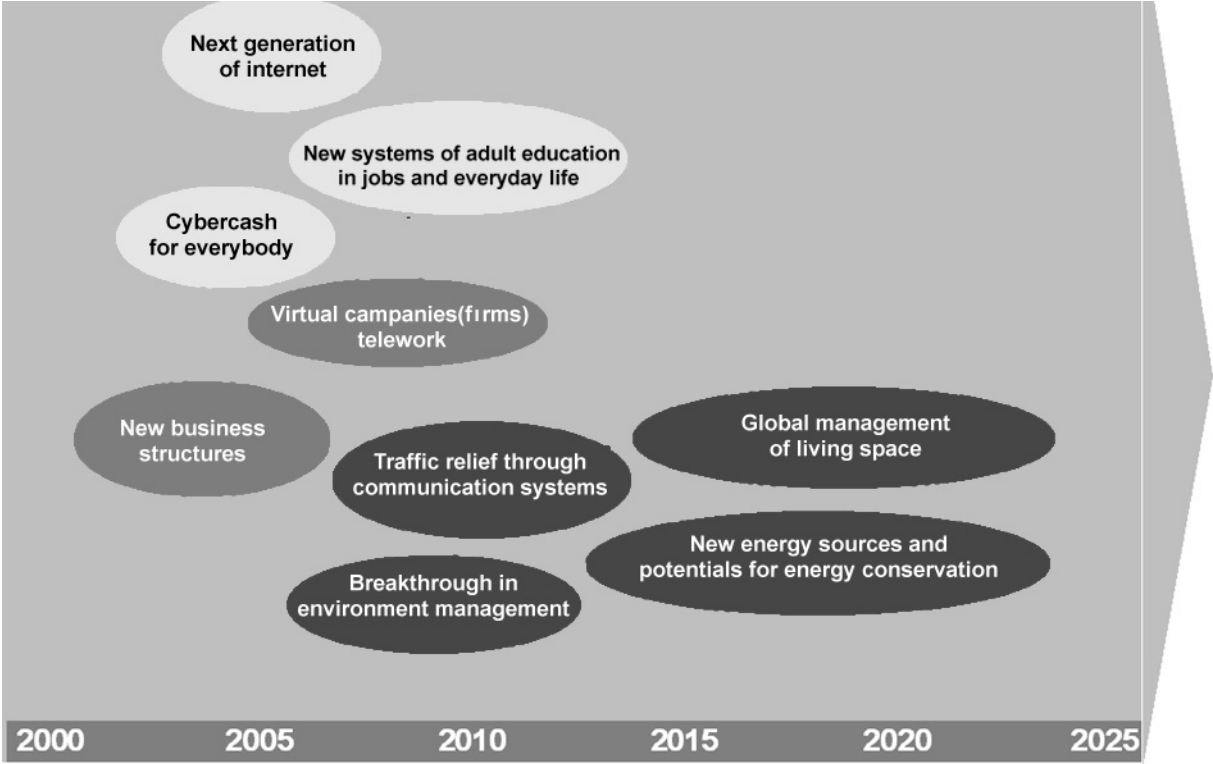 Next generation
of internet
New systems of adult education
in jobs and everyday life
Cybercash
for everybody
Virtual campanies(fırms)
telework
New business
structures
Traffic relief through
communication systems
Global management
of living space
New energy sources and
potentials for energy conservation
Breakthrough in
environment management
2000 2005 2010 2015 2020 2025